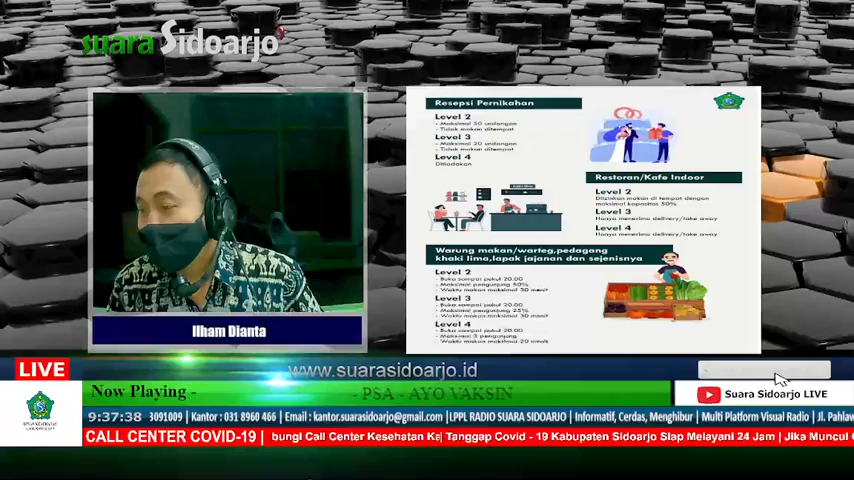 suara Sidoarjo
Resepsi Pernikahan
Level 2
- Maksimal 50 undangan
- Tidak makan ditempat
Level 3
- Maksimal 20 undangan
- Tidak makan ditempat
Level 4
Ditiadakan
Restoran/Kafe Indoor
Level 2
Diizinkan makan di tempat dengan
maksimal kapasitas 50%
Level 3
Hanya menerima delivery/take away
Level 4
Hanya menerima delivery/take away
Warung makan/warteg,pedagang
khaki lima,lapak jajanan dan sejenisnya
Level 2
- Buka sampai pukul 20.00
- Maksimal pengunjung 50%
- Waktu makan maksimal 30 menit
Level 3
- Buka sampai pukul 20.00
- Maksimal pengunjung 25%
- Waktu makan maksimal 30 menit
Level 4
- Buka sampai pukul 20.00
- Maksimal 3 pengunjung
- Waktu makan maksimal 20 menit
Ilham Dianta
LIVE
www.suarasidoarjo.id
Now Playing -
- PSA - AYO VAKSIN
Suara Sidoarjo LIVE
9:37:38
3091009 | Kantor : 031 8960 466 | Email : kantor.suarasidoarjo@gmail.com |LPPL RADIO SUARA SIDOARJO | Informatif, Cerdas, Menghibur | Multi Platform Visual Radio | Jl. Pahlaw
CALL CENTER COVID-19 | bungi Call Center Kesehatan Ka| Tanggap Covid - 19 Kabupaten Sidoarjo Siap Melayani 24 Jam | Jika Muncul G